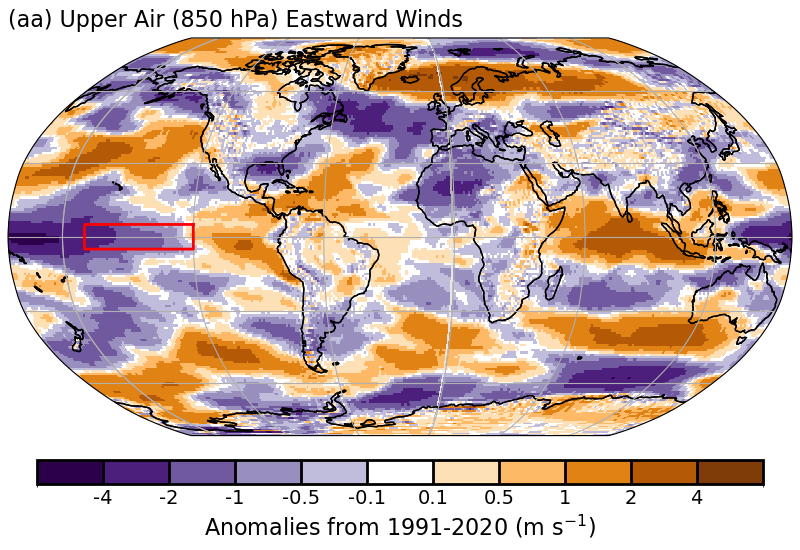 (aa) Upper Air (850 hPa) Eastward Winds
-4 -2 -1 -0.5 -0.1 0.1 0.5 1 2 4
Anomalies from 1991-2020 (m s⁻¹)